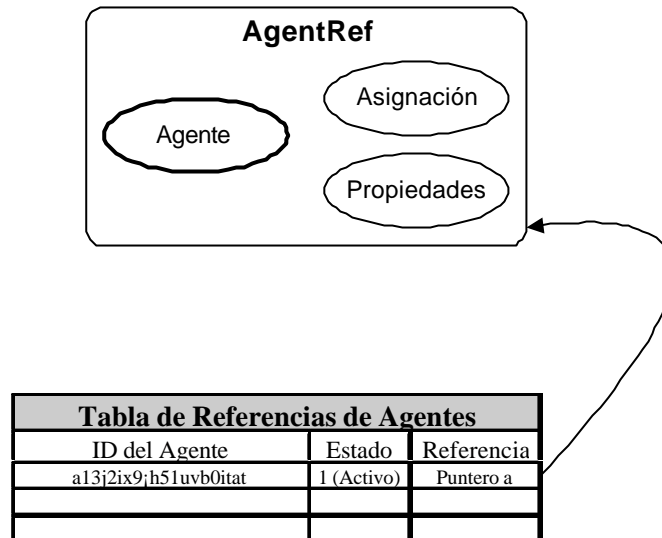 AgentRef
Asignación
Agente
Propiedades
Tabla de Referencias de Agentes
ID del Agente Estado Referencia
a13j2ix9;h51uvb0itat 1 (Activo) Puntero a